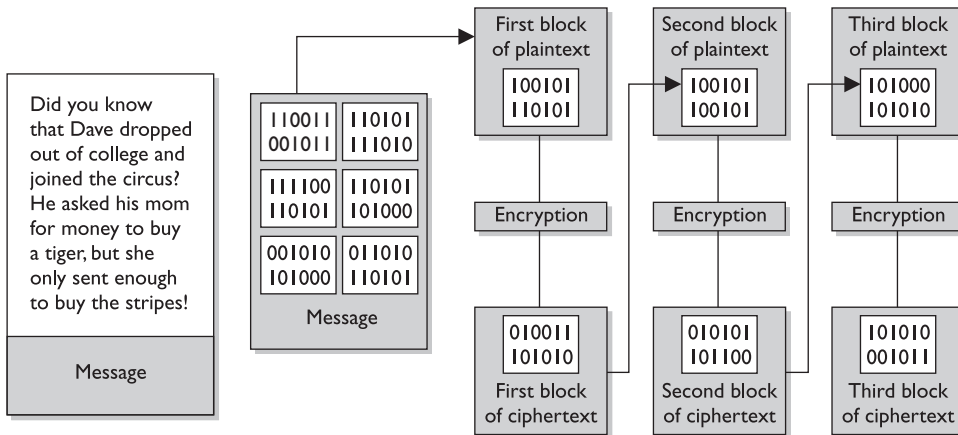 Did you know
that Dave dropped
out of college and
joined the circus?
He asked his mom
for money to buy
a tiger, but she
only sent enough
to buy the stripes!
Message
110011
001011
110101
111010
111100
110101
110101
101000
001010
101000
011010
110101
Message
First block
of plaintext
100101
110101
Encryption
010011
101010
First block
of ciphertext
Second block
of plaintext
100101
100101
Encryption
010101
101100
Second block
of ciphertext
Third block
of plaintext
101000
101010
Encryption
101010
001011
Third block
of ciphertext